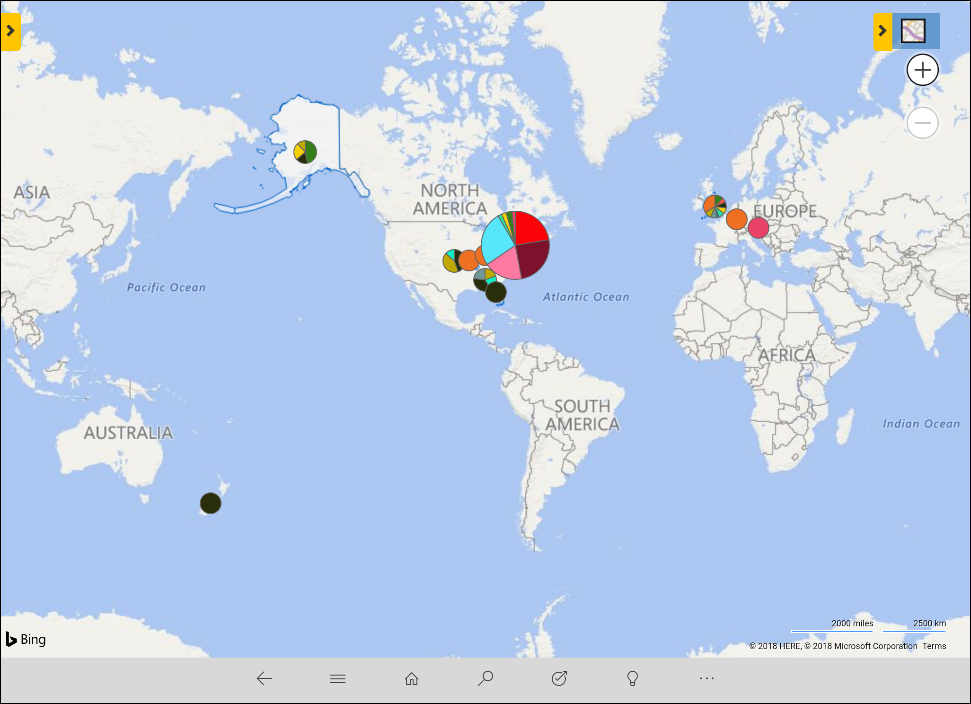 ASIA
NORTH
AMERICA
EUROPE
Pacific Ocean
Atlantic Ocean
AFRICA
SOUTH
AMERICA
AUSTRALIA
Indian Ocean
2000 miles 2500 km
Bing
© 2018 HERE, © 2018 Microsoft Corporation Terms